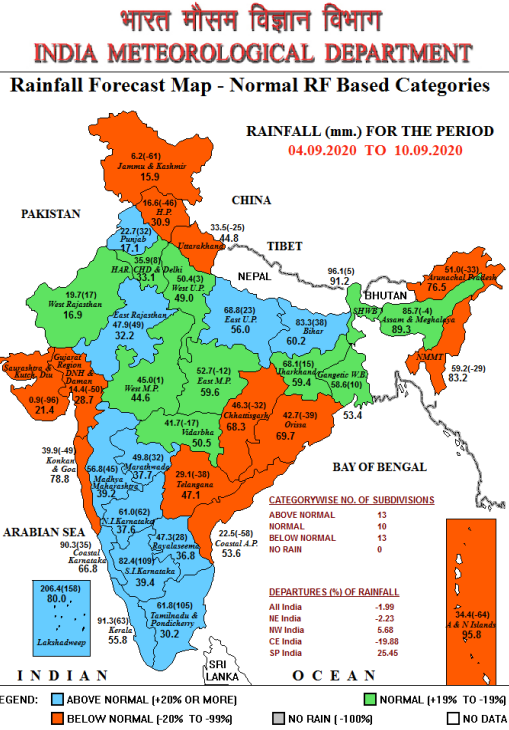 भारत मौसम विज्ञान विभाग
INDIA METEOROLOGICAL DEPARTMENT
Rainfall Forecast Map - Normal RF Based Categories
RAINFALL (mm.) FOR THE PERIOD
04.09.2020 TO 10.09.2020
6.2(-61)
Jammu & Kashmir
15.9
16.6(-46)
H.P.
30.9
CHINA
PAKISTAN
22.7(32)
Punjab
17.1
33.5(-25)
44.8
Uttarakhand
TIBET
35.9(8)
HAR. CHD & Delhi
33.1
NEPAL
50.4(3)
West U.P.
49.0
96.1(5)
91.2
BHUTAN
51.0(-33)
Arunachal Pradesh
76.5
19.7(17)
West Rajasthan
16.9
East Rajasthan
47.9(49)
32.2
68.8(23)
East U.P.
56.0
83.3(38)
Bihar
60.2
SHWB
85.7(-4)
Assam & Meghalaya
89.3
Saurashtra &
Kutch, Diu
0.9(-96)
21.4
Gujarat
Region
DNH &
Daman
14.4(-50)
28.7
45.0(1)
West M.P.
44.6
52.7(-12)
East M.P.
59.6
68.1(15)
Jharkhand
59.4
Gangetic W.B.
58.6(10)
53.4
NMMT
59.2(-29)
83.2
46.3(-32)
Chhattisgarh
68.3
42.7(-39)
Orissa
69.7
41.7(-17)
Vidarbha
50.5
39.9(-49)
Konkan
& Goa
78.8
56.8(45)
Madhya
Maharashtra
39.2
49.8(32)
Marathwada
37.7
29.1(-38)
Telangana
47.1
BAY OF BENGAL
61.0(62)
N.I.Karnataka
37.6
ARABIAN SEA
90.3(35)
Coastal
Karnataka
66.8
47.3(28)
Rayalaseema
36.8
22.5(-58)
Coastal A.P.
53.6
82.4(109)
S.I.Karnataka
39.4
CATEGORYWISE NO. OF SUBDIVISIONS
ABOVE NORMAL 13
NORMAL 10
BELOW NORMAL 13
NO RAIN 0
206.4(158)
80.0
Lakshadweep
91.3(63)
Kerala
55.8
61.8(105)
Tamilnadu &
Pondicherry
30.2
DEPARTURES (%) OF RAINFALL
All India -1.99
NE India -2.23
NW India 5.68
CE India -19.88
SP India 25.45
34.4(-64)
A & N Islands
95.8
SRI
LANKA
INDIAN OCEAN
EGEND: ABOVE NORMAL (+20% OR MORE) NORMAL (+19% TO -19%)
BELOW NORMAL (-20% TO -99%) NO RAIN (-100%) NO DATA